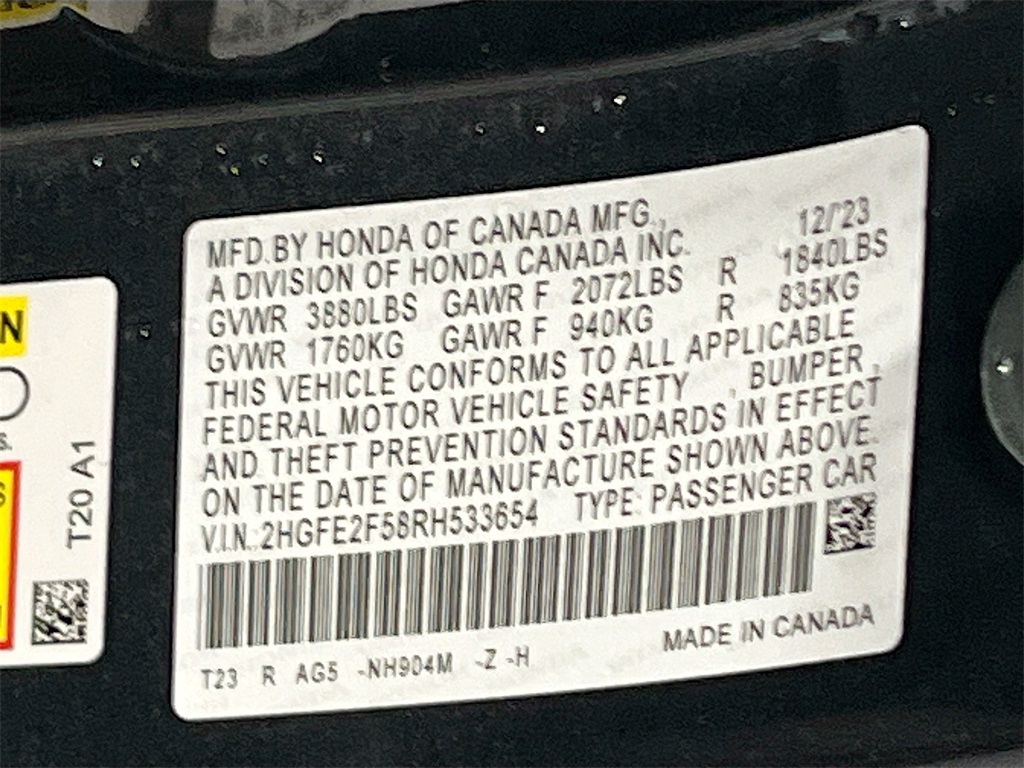 MFD.BY HONDA OF CANADA MFG.,
A DIVISION OF HONDA CANADA INC. 12/23
GVWR 3880LBS GAWR F 2072LBS R 1840LBS
GVWR 1760KG GAWR F 940KG R 835KG
THIS VEHICLE CONFORMS TO ALL APPLICABLE
FEDERAL MOTOR VEHICLE SAFETY , BUMPER,
AND THEFT PREVENTION STANDARDS IN EFFECT
ON THE DATE OF MANUFACTURE SHOWN ABOVE.
V.I.N.:2HGFE2F58RH533654 TYPE: PASSENGER CAR
T23 R AG5 -NH904M -Z -H MADE IN CANADA
T20 A1